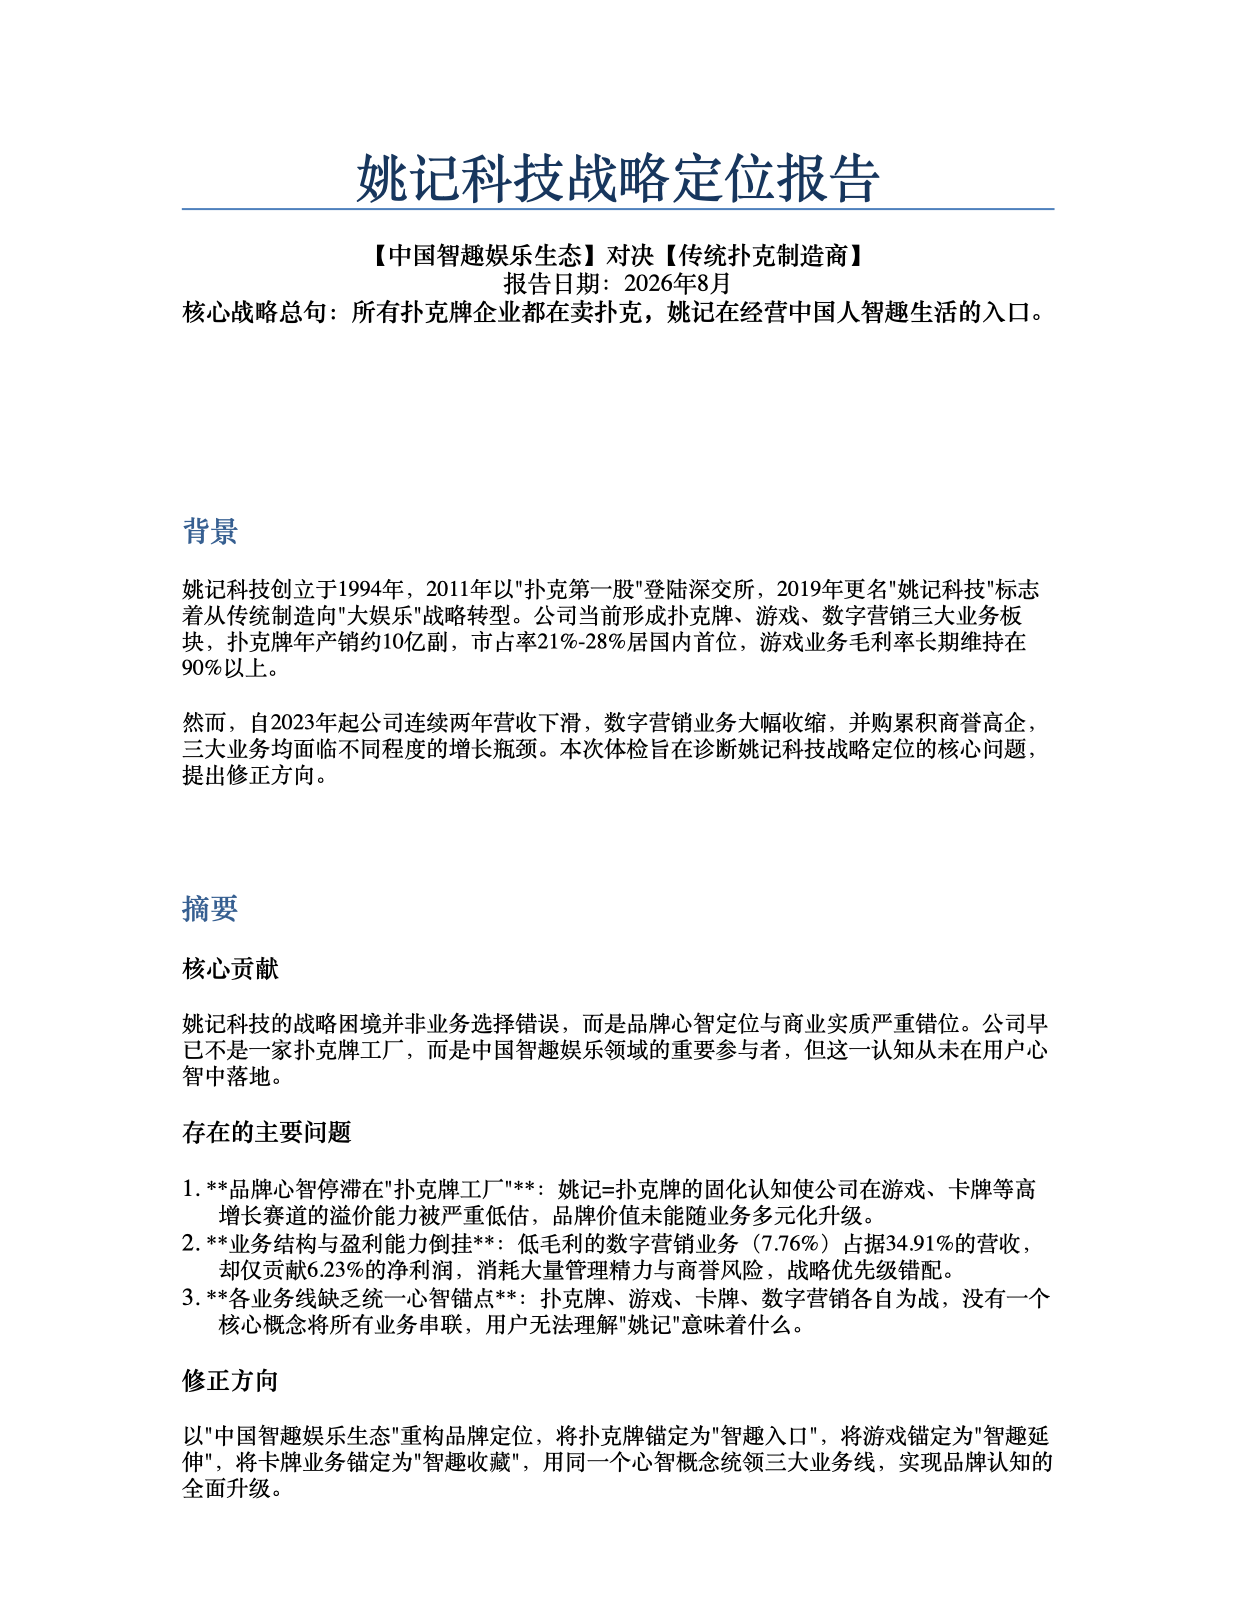 姚记科技战略定位报告
【中国智趣娱乐生态】对决【传统扑克制造商】
报告日期：2026年8月
核心战略总句：所有扑克牌企业都在卖扑克，姚记在经营中国人智趣生活的入口。
背景
姚记科技创立于1994年，2011年以"扑克第一股"登陆深交所，2019年更名"姚记科技"标志
着从传统制造向"大娱乐"战略转型。公司当前形成扑克牌、游戏、数字营销三大业务板
块，扑克牌年产销约10亿副，市占率21%-28%居国内首位，游戏业务毛利率长期维持在
90%以上。
然而，自2023年起公司连续两年营收下滑，数字营销业务大幅收缩，并购累积商誉高企，
三大业务均面临不同程度的增长瓶颈。本次体检旨在诊断姚记科技战略定位的核心问题，
提出修正方向。
摘要
核心贡献
姚记科技的战略困境并非业务选择错误，而是品牌心智定位与商业实质严重错位。公司早
已不是一家扑克牌工厂，而是中国智趣娱乐领域的重要参与者，但这一认知从未在用户心
智中落地。
存在的主要问题
1. **品牌心智停滞在"扑克牌工厂"**：姚记=扑克牌的固化认知使公司在游戏、卡牌等高
增长赛道的溢价能力被严重低估，品牌价值未能随业务多元化升级。
2. **业务结构与盈利能力倒挂**：低毛利的数字营销业务（7.76%）占据34.91%的营收，
却仅贡献6.23%的净利润，消耗大量管理精力与商誉风险，战略优先级错配。
3. **各业务线缺乏统一心智锚点**：扑克牌、游戏、卡牌、数字营销各自为战，没有一个
核心概念将所有业务串联，用户无法理解"姚记"意味着什么。
修正方向
以"中国智趣娱乐生态"重构品牌定位，将扑克牌锚定为"智趣入口"，将游戏锚定为"智趣延
伸"，将卡牌业务锚定为"智趣收藏"，用同一个心智概念统领三大业务线，实现品牌认知的
全面升级。